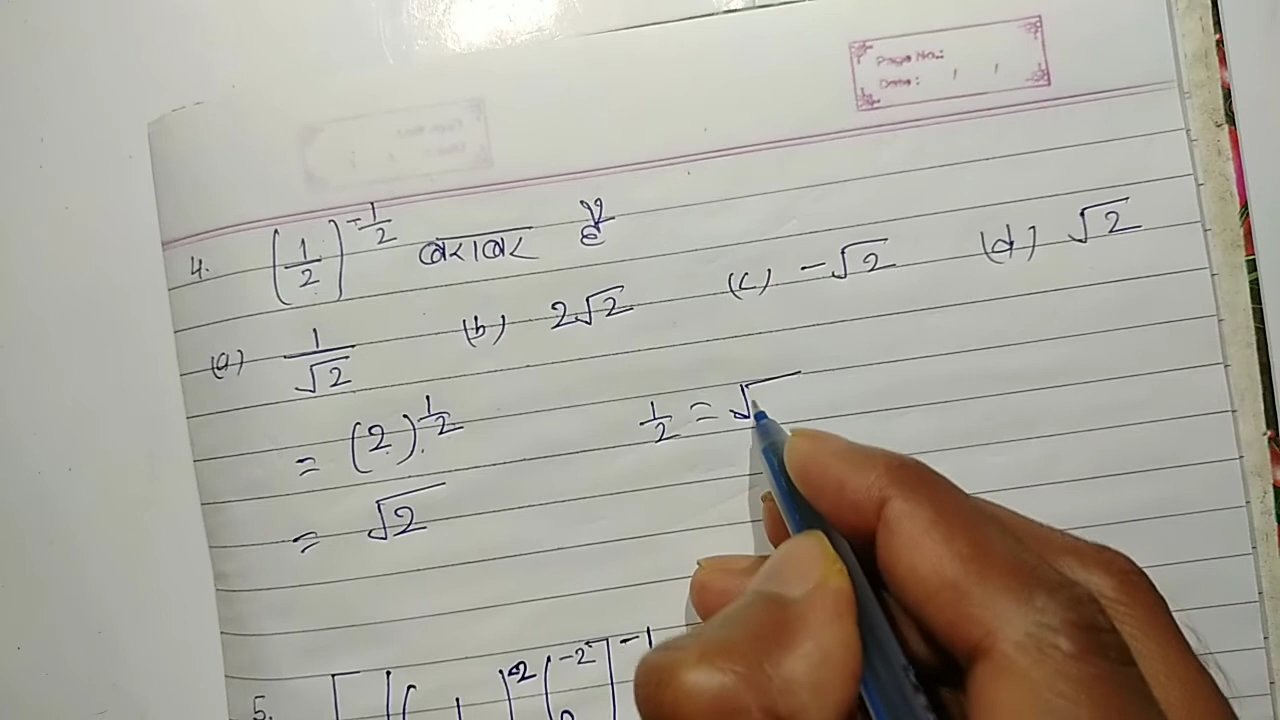 Page No.:
Date: / /
4. (1/2)^{-1/2} बराबर है
(a) 1/√2 (b) 2√2 (c) -√2 (d) √2
= (2)^{1/2} 1/2 = √
= √2
5.